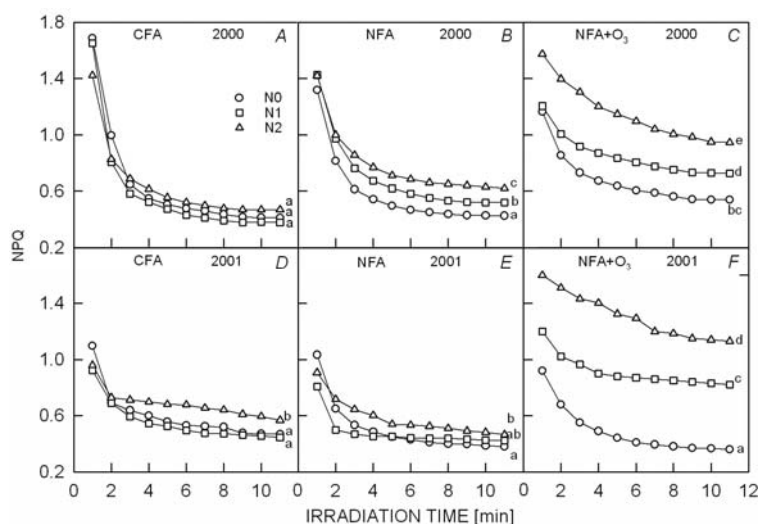 CFA 2000 A
NFA 2000 B
NFA+O3 2000 C
N0
N1
N2
1.8
1.4
1.0
0.6
0.2
a
a
a
c
b
a
e
d
bc
NPQ
CFA 2001 D
NFA 2001 E
NFA+O3 2001 F
1.4
1.0
0.6
0.2
b
a
a
b
ab
a
d
c
a
0 2 4 6 8 10 0 2 4 6 8 10 0 2 4 6 8 10 12
IRRADIATION TIME [min]